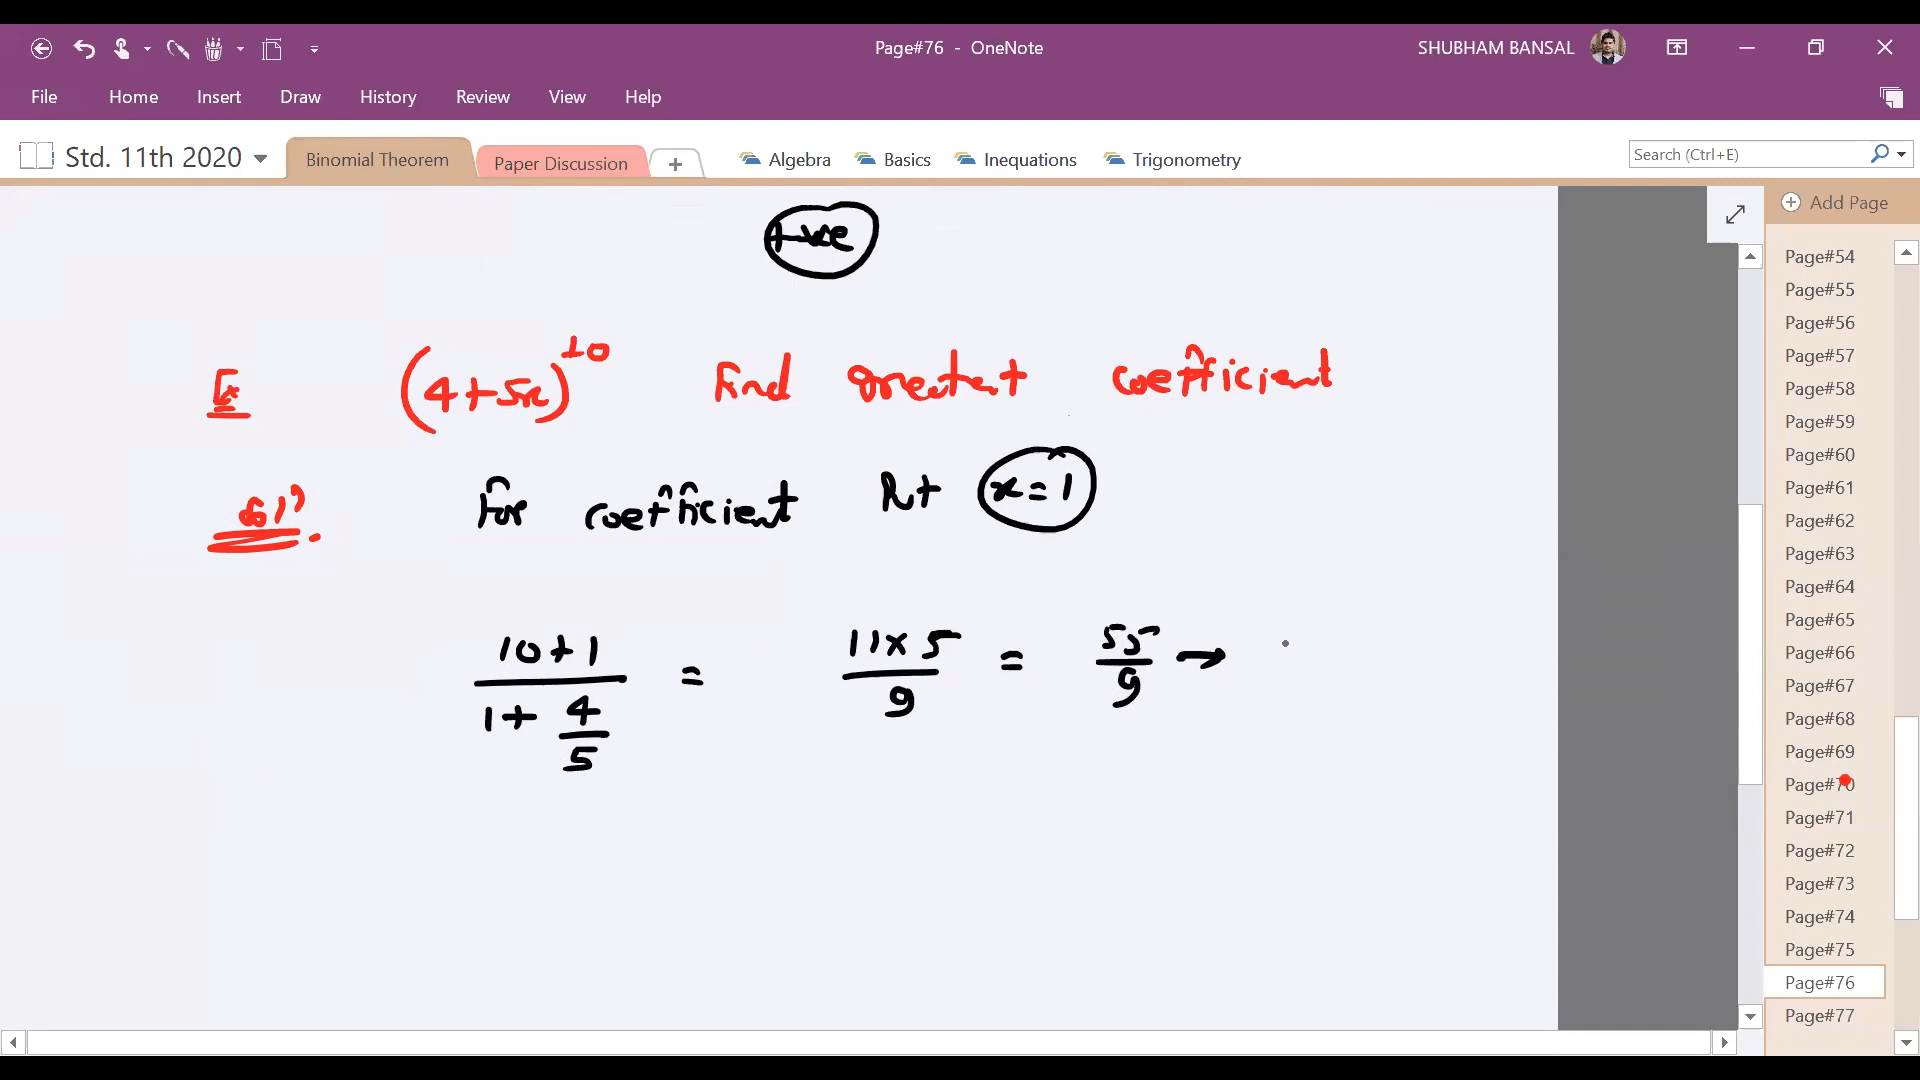 Page#76 - OneNote
SHUBHAM BANSAL
File Home Insert Draw History Review View Help
Std. 11th 2020
Binomial Theorem
Paper Discussion
Algebra
Basics
Inequations
Trigonometry
Search (Ctrl+E)
Add Page
+ve
Ex (4+5x)^10 Find greatest coefficient
Sol^n. For coefficient Put x=1
(10+1)/(1+4/5) = (11×5)/9 = 55/9 →
Page#54
Page#55
Page#56
Page#57
Page#58
Page#59
Page#60
Page#61
Page#62
Page#63
Page#64
Page#65
Page#66
Page#67
Page#68
Page#69
Page#70
Page#71
Page#72
Page#73
Page#74
Page#75
Page#76
Page#77